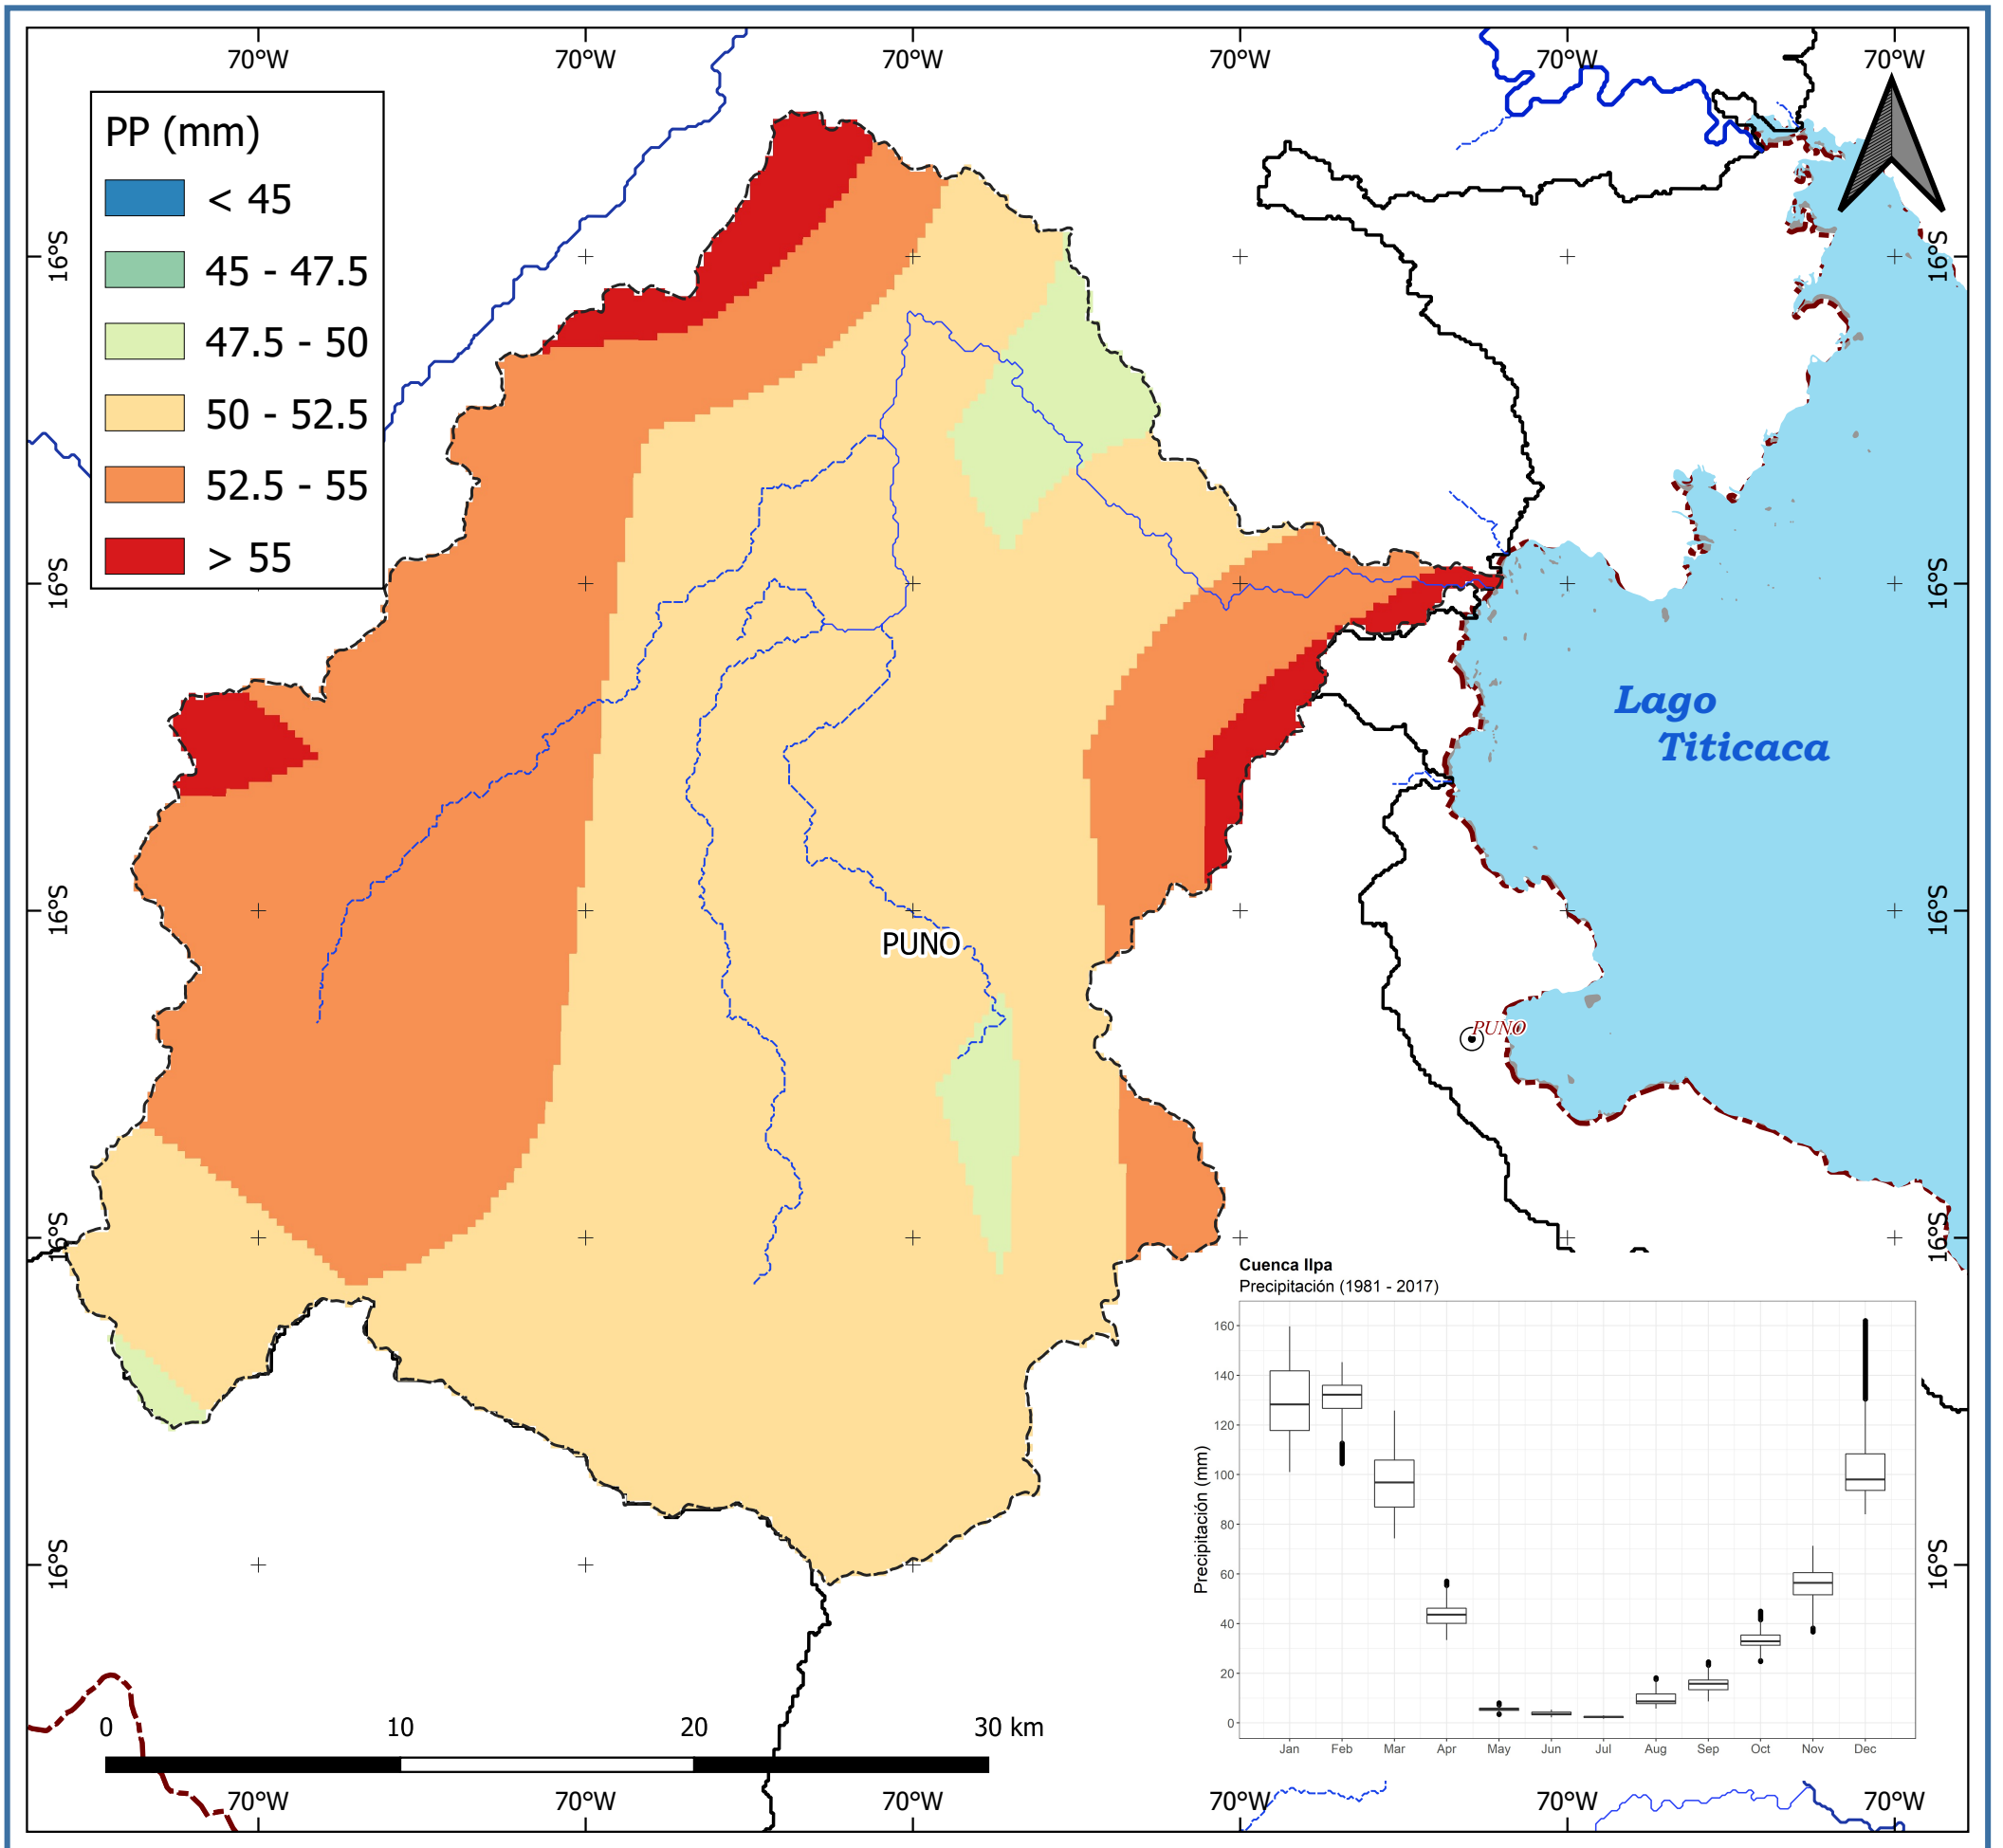 70°W 70°W 70°W 70°W 70°W 70°W
PP (mm)
< 45
45 - 47.5
47.5 - 50
50 - 52.5
52.5 - 55
> 55
16°S 16°S
16°S 16°S
16°S 16°S
16°S 16°S
16°S 16°S
Lago
Titicaca
PUNO
PUNO
Cuenca Ilpa
Precipitación (1981 - 2017)
Precipitación (mm)
160
140
120
100
80
60
40
20
0
Jan Feb Mar Apr May Jun Jul Aug Sep Oct Nov Dec
0 10 20 30 km
70°W 70°W 70°W 70°W 70°W 70°W